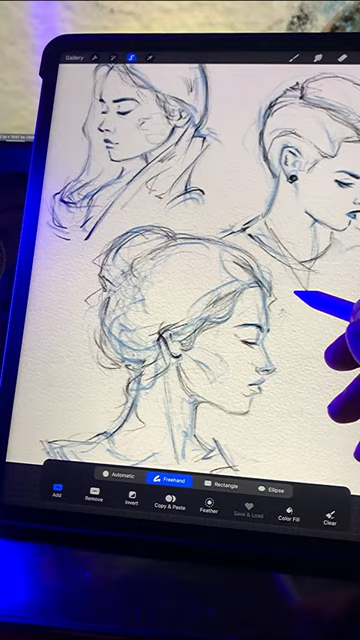 Gallery
Automatic Freehand Rectangle Ellipse
Add Remove Invert Copy & Paste Feather Save & Load Color Fill Clear